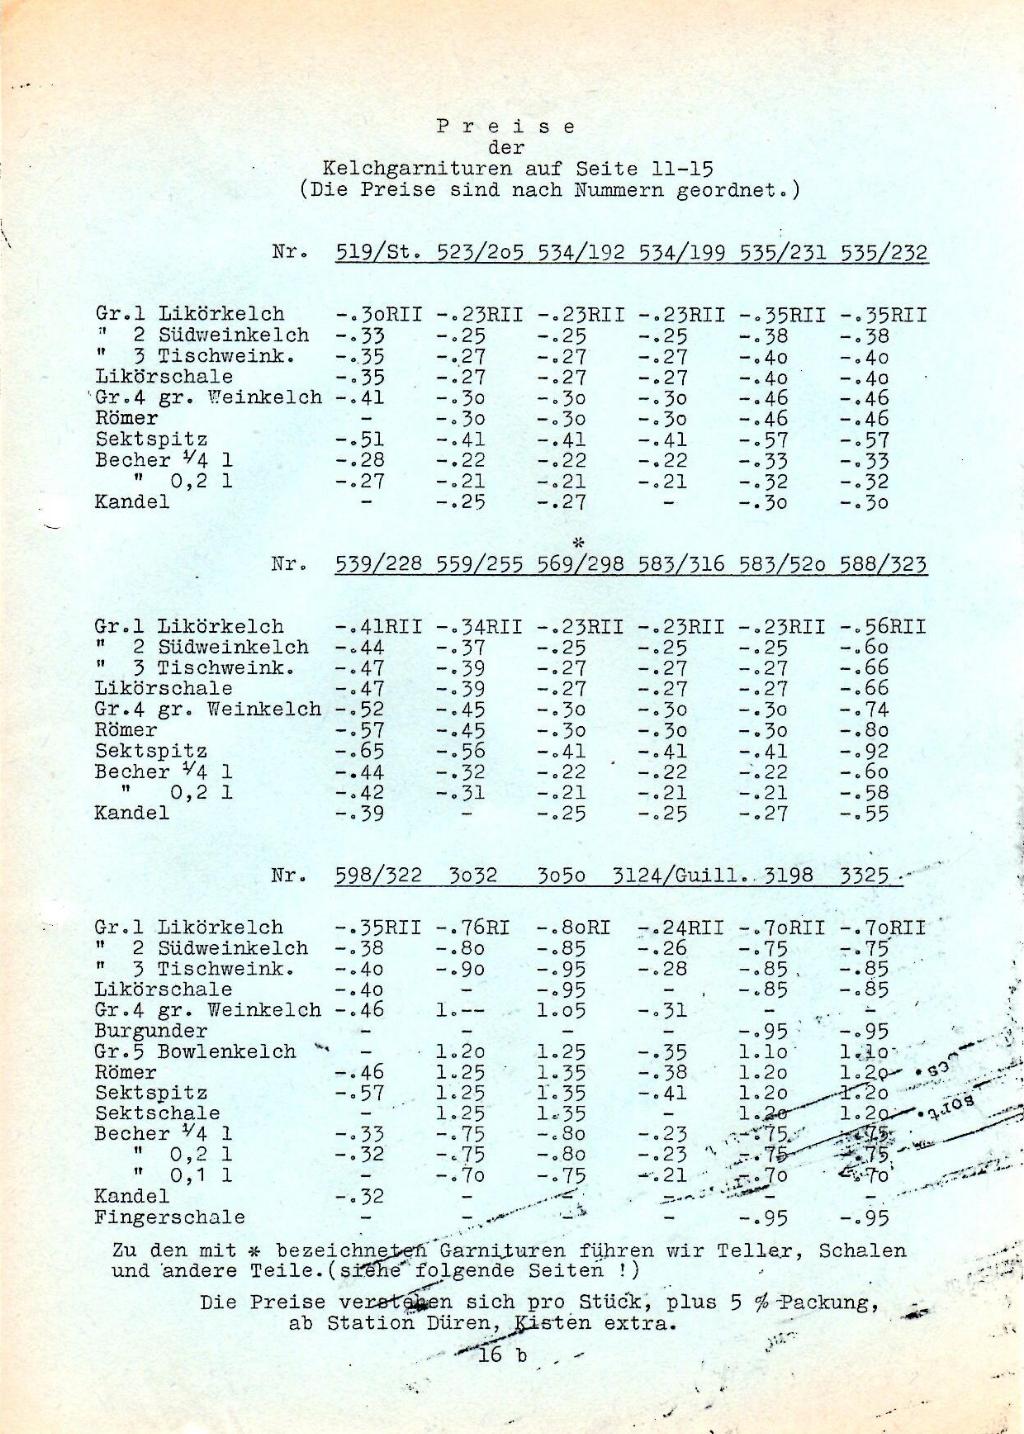 P r e i s e
der
Kelchgarnituren auf Seite 11-15
(Die Preise sind nach Nummern geordnet.)
Nr. 519/St. 523/2o5 534/192 534/199 535/231 535/232
Gr.1 Likörkelch -.3oRII -.23RII -.23RII -.23RII -.35RII -.35RII
" 2 Südweinkelch -.33 -.25 -.25 -.25 -.38 -.38
" 3 Tischweink. -.35 -.27 -.27 -.27 -.4o -.4o
Likörschale -.35 -.27 -.27 -.27 -.4o -.4o
Gr.4 gr. Weinkelch -.41 -.3o -.3o -.3o -.46 -.46
Römer - -.3o -.3o -.3o -.46 -.46
Sektspitz -.51 -.41 -.41 -.41 -.57 -.57
Becher 1/4 l -.28 -.22 -.22 -.22 -.33 -.33
" 0,2 l -.27 -.21 -.21 -.21 -.32 -.32
Kandel - -.25 -.27 - -.3o -.3o
*
Nr. 539/228 559/255 569/298 583/316 583/52o 588/323
Gr.1 Likörkelch -.41RII -.34RII -.23RII -.23RII -.23RII -.56RII
" 2 Südweinkelch -.44 -.37 -.25 -.25 -.25 -.6o
" 3 Tischweink. -.47 -.39 -.27 -.27 -.27 -.66
Likörschale -.47 -.39 -.27 -.27 -.27 -.66
Gr.4 gr. Weinkelch -.52 -.45 -.3o -.3o -.3o -.74
Römer -.57 -.45 -.3o -.3o -.3o -.8o
Sektspitz -.65 -.56 -.41 -.41 -.41 -.92
Becher 1/4 l -.44 -.32 -.22 -.22 -.22 -.6o
" 0,2 l -.42 -.31 -.21 -.21 -.21 -.58
Kandel -.39 - -.25 -.25 -.27 -.55
Nr. 598/322 3o32 3o5o 3124/Guill. 3198 3325
Gr.1 Likörkelch -.35RII -.76RI -.8oRI -.24RII -.7oRII -.7oRII
" 2 Südweinkelch -.38 -.8o -.85 -.26 -.75 -.75
" 3 Tischweink. -.4o -.9o -.95 -.28 -.85 -.85
Likörschale -.4o - -.95 - -.85 -.85
Gr.4 gr. Weinkelch -.46 1.-- 1.o5 -.31 - -
Burgunder - - - - -.95 -.95
Gr.5 Bowlenkelch - 1.2o 1.25 -.35 1.1o 1.1o
Römer -.46 1.25 1.35 -.38 1.2o 1.2o
Sektspitz -.57 1.25 1.35 -.41 1.2o 1.2o
Sektschale - 1.25 1.35 - 1.2o 1.2o
Becher 1/4 l -.33 -.75 -.8o -.23 -.75 -.75
" 0,2 l -.32 -.75 -.8o -.23 -.75 -.75
" 0,1 l - -.7o -.75 -.21 -.7o -.7o
Kandel -.32 - - - - -
Fingerschale - - - - -.95 -.95
Zu den mit * bezeichneten Garnituren führen wir Teller, Schalen
und andere Teile.(siehe folgende Seiten !)
Die Preise verstehen sich pro Stück, plus 5 % Packung,
ab Station Düren, Kisten extra.
16 b